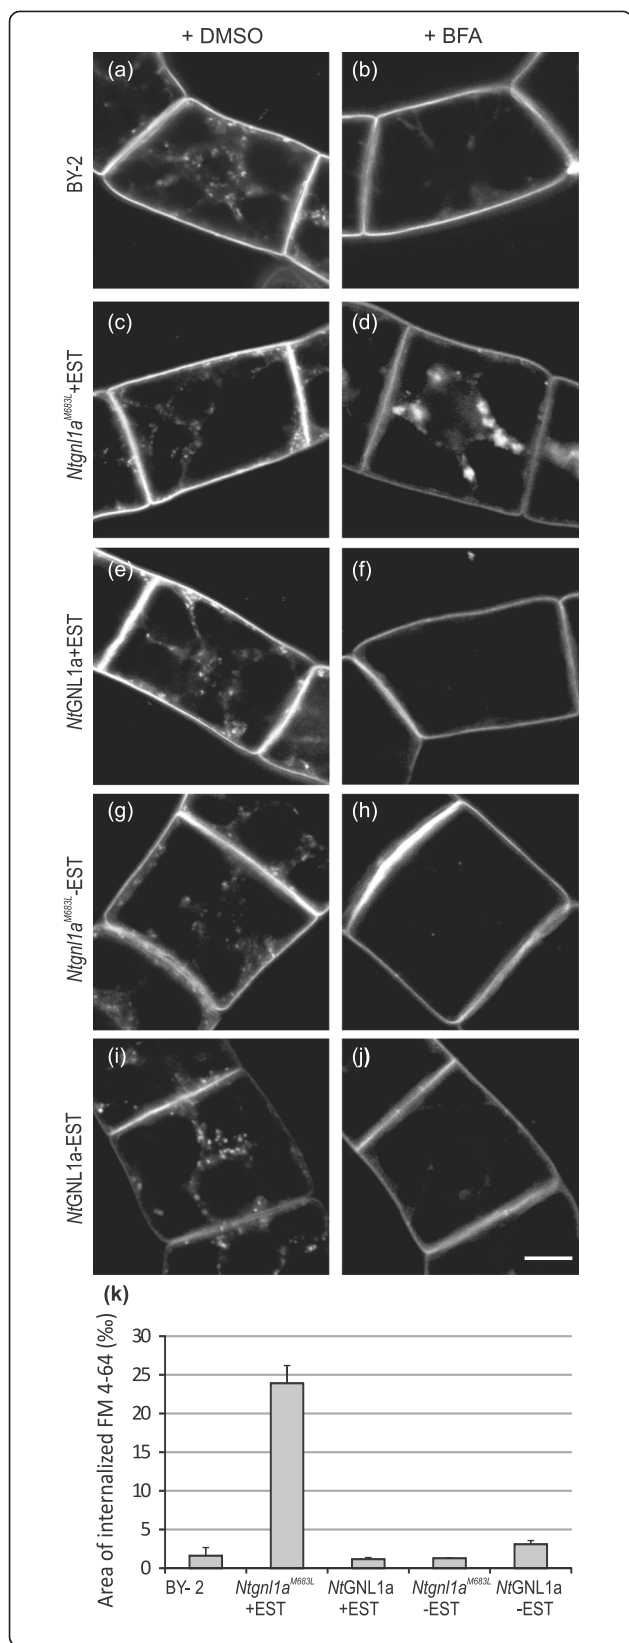 + DMSO + BFA
(a) (b)
BY-2
(c) (d)
Ntgnl1a^M683L+EST
(e) (f)
NtGNL1a+EST
(g) (h)
Ntgnl1a^M683L-EST
(i) (j)
NtGNL1a-EST
(k)
Area of internalized FM 4-64 (‰)
30
25
20
15
10
5
0
BY- 2 Ntgnl1a^M683L NtGNL1a Ntgnl1a^M683L NtGNL1a
+EST +EST -EST -EST